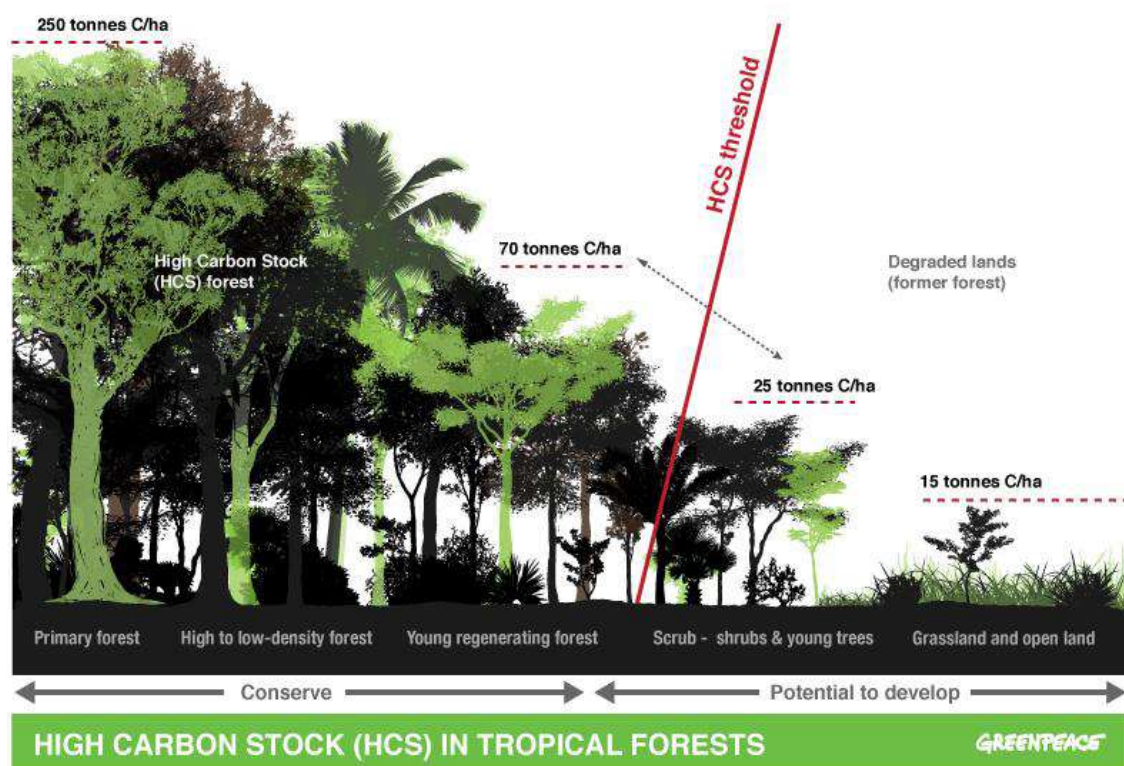 250 tonnes C/ha
HCS threshold
High Carbon Stock
(HCS) forest
70 tonnes C/ha
Degraded lands
(former forest)
25 tonnes C/ha
15 tonnes C/ha
Primary forest
High to low-density forest
Young regenerating forest
Scrub - shrubs & young trees
Grassland and open land
Conserve
Potential to develop
HIGH CARBON STOCK (HCS) IN TROPICAL FORESTS
GREENPEACE